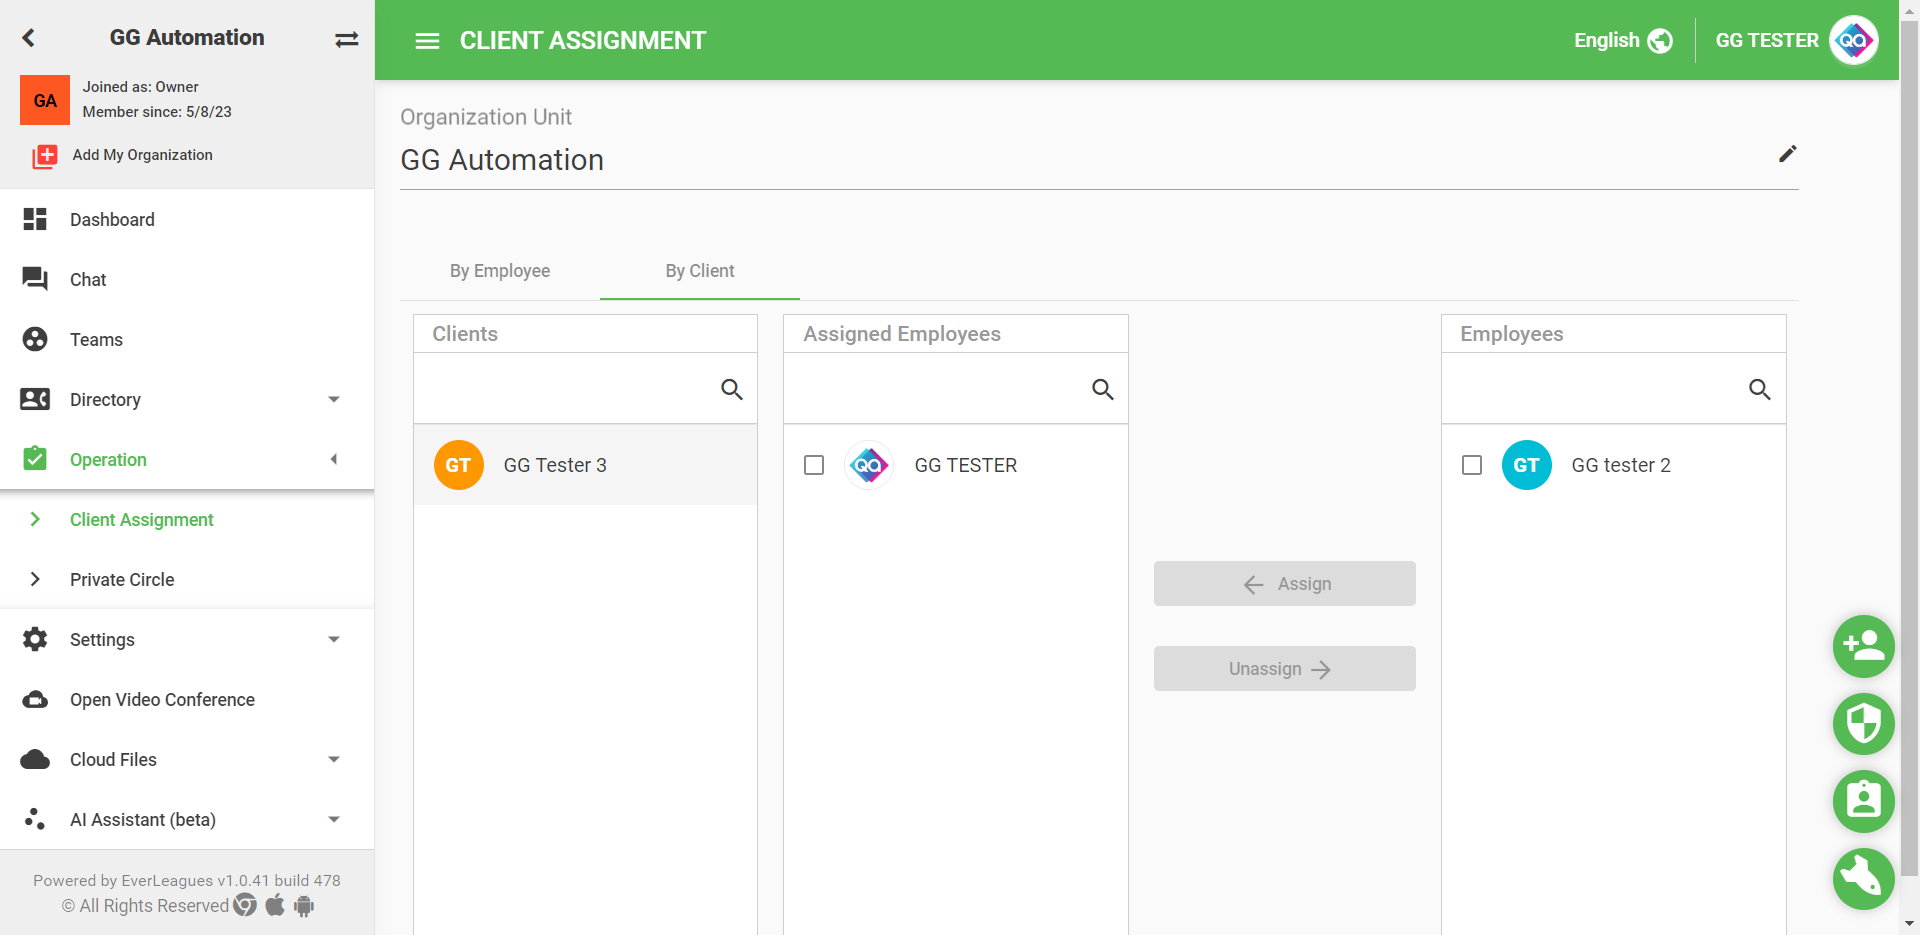 GG Automation
GA
Joined as: Owner
Member since: 5/8/23
Add My Organization
Dashboard
Chat
Teams
Directory
Operation
Client Assignment
Private Circle
Settings
Open Video Conference
Cloud Files
AI Assistant (beta)
Powered by EverLeagues v1.0.41 build 478
© All Rights Reserved
CLIENT ASSIGNMENT
English
GG TESTER
QA
Organization Unit
GG Automation
By Employee
By Client
Clients
GT
GG Tester 3
Assigned Employees
QA
GG TESTER
Assign
Unassign
Employees
GT
GG tester 2